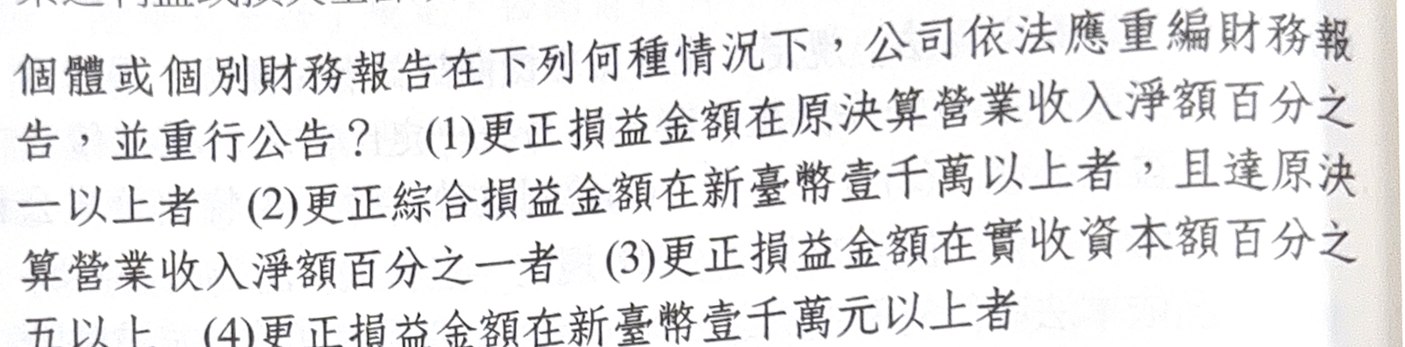 個體或個別財務報告在下列何種情況下，公司依法應重編財務報
告，並重行公告？ (1)更正損益金額在原決算營業收入淨額百分之
一以上者 (2)更正綜合損益金額在新臺幣壹千萬以上者，且達原決
算營業收入淨額百分之一者 (3)更正損益金額在實收資本額百分之
五以上 (4)更正損益金額在新臺幣壹千萬元以上者